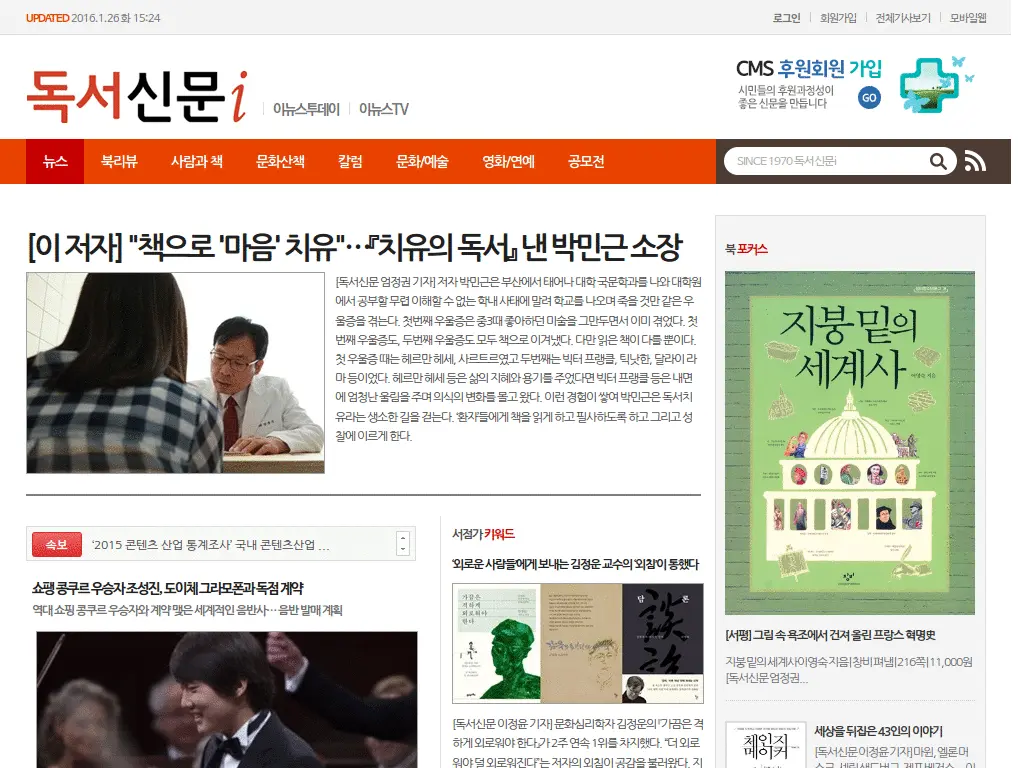 UPDATED 2016.1.26 화 15:24
로그인 회원가입 전체기사보기 모바일웹
독서신문 i
이뉴스투데이 이뉴스TV
CMS 후원회원 가입
시민들의 후원과정성이
좋은 신문을 만듭니다
GO
뉴스 북리뷰 사람과 책 문화산책 칼럼 문화/예술 영화/연예 공모전
SINCE 1970 독서신문i
[이 저자] "책으로 '마음' 치유"…『치유의 독서』 낸 박민근 소장
[독서신문 엄정권 기자] 저자 박민근은 부산에서 태어나 대학 국문학과를 나와 대학원
에서 공부할 무렵 이해할 수 없는 학내 사태에 말려 학교를 나오며 죽을 것만 같은 우
울증을 겪는다. 첫번째 우울증은 중3때 좋아하던 미술을 그만두면서 이미 겪었다. 첫
번째 우울증도, 두번째 우울증도 모두 책으로 이겨냈다. 다만 읽은 책이 다를 뿐이다.
첫 우울증 때는 헤르만 헤세, 사르트르였고 두번째는 빅터 프랭클, 틱낫한, 달라이 라
마 등이었다. 헤르만 헤세 등은 삶의 지혜와 용기를 주었다면 빅터 프랭클 등은 내면
에 엄청난 울림을 주며 의식의 변화를 몰고 왔다. 이런 경험이 쌓여 박민근은 독서치
유라는 생소한 길을 걷는다. '환자'들에게 책을 읽게 하고 필사하도록 하고 그리고 성
찰에 이르게 한다.
북 포커스
지붕 밑의
세계사
이영숙 지음
창비
[서평] 그림 속 욕조에서 건져 올린 프랑스 혁명史
지붕 밑의 세계사이영숙 지음 | 창비 펴냄 | 216쪽 | 11,000원
[독서신문 엄정권...
세상을 뒤집은 43인의 이야기
체인지
메이커
[독서신문 이정윤 기자] 마윈, 엘론 머
속보 '2015 콘텐츠 산업 통계조사' 국내 콘텐츠산업 ...
쇼팽 콩쿠르 우승자 조성진, 도이체 그라모폰과 독점 계약
역대 쇼핑 콩쿠르 우승자와 계약 맺은 세계적인 음반사…음반 발매 계획
서점가 키워드
'외로운 사람들에게 보내는 김정운 교수의 '외침'이 통했다
가끔은
격하게
외로워야
한다
담 론
[독서신문 이정윤 기자] 문화심리학자 김정운의 『가끔은 격
하게 외로워야 한다』가 2주 연속 1위를 차지했다. "더 외로
워야 덜 외로워진다"는 저자의 외침이 공감을 불러왔다. 지